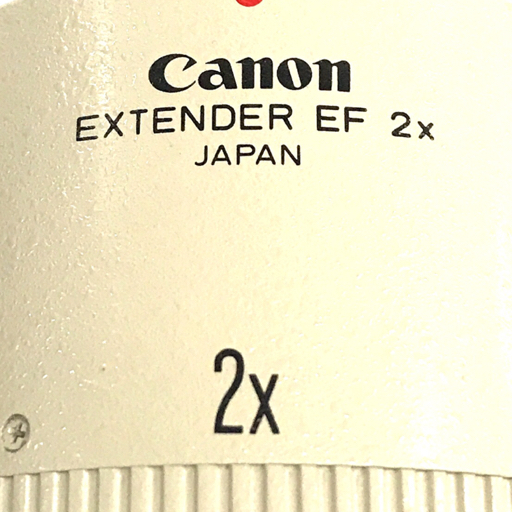 Canon
EXTENDER EF 2x
JAPAN
2x